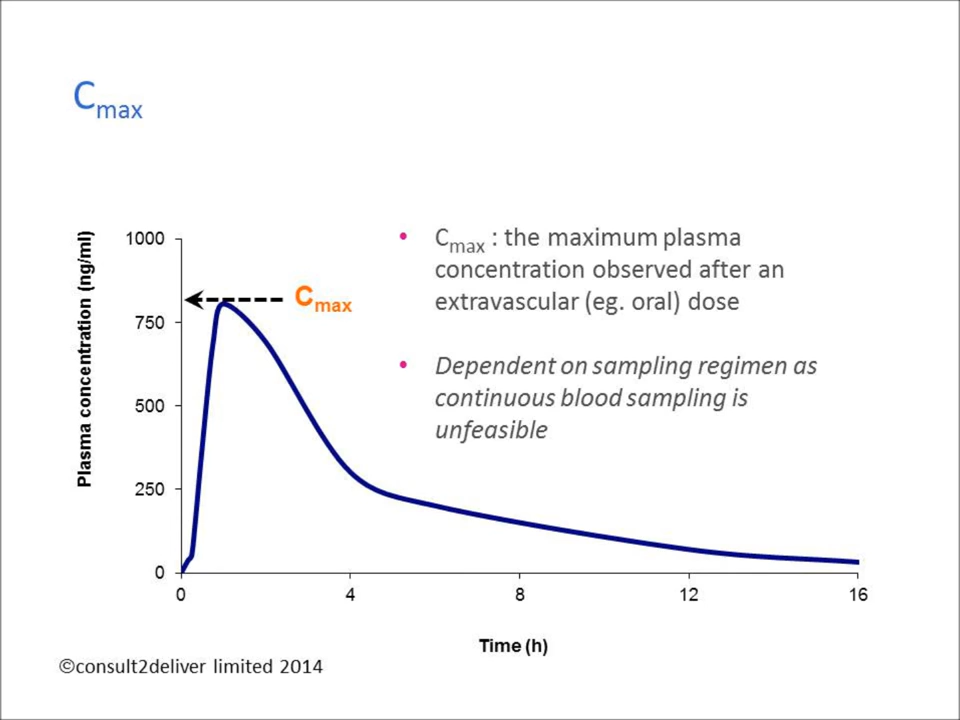 Cmax
Plasma concentration (ng/ml)
1000
750
500
250
0
Cmax
• Cmax : the maximum plasma
concentration observed after an
extravascular (eg. oral) dose
• Dependent on sampling regimen as
continuous blood sampling is
unfeasible
0 4 8 12 16
Time (h)
©consult2deliver limited 2014